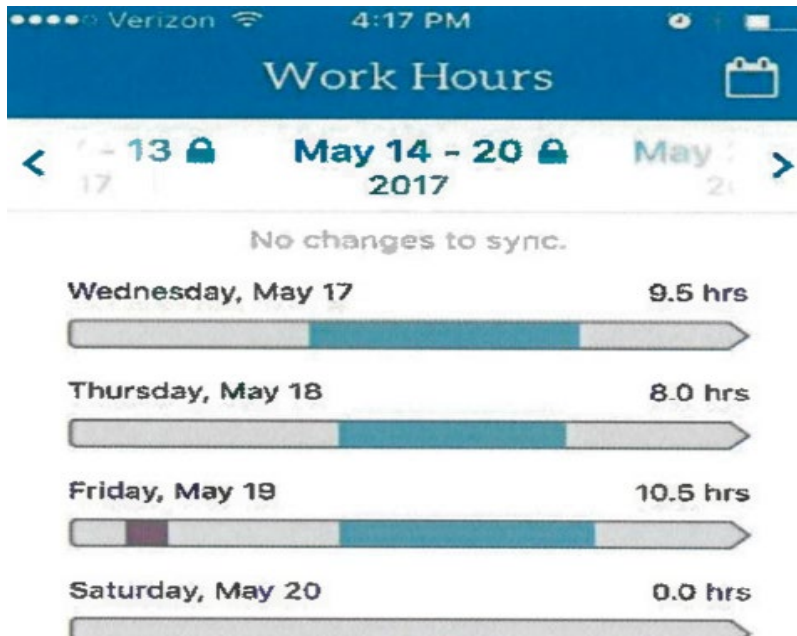 Verizon 4:17 PM
Work Hours
- 13 May 14 - 20 May
17 2017
No changes to sync.
Wednesday, May 17 9.5 hrs
Thursday, May 18 8.0 hrs
Friday, May 19 10.5 hrs
Saturday, May 20 0.0 hrs